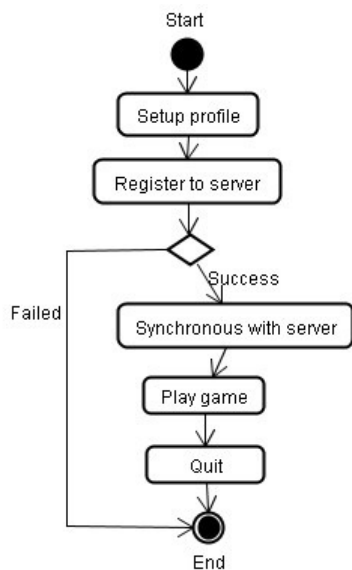 Start
Setup profile
Register to server
Success
Failed
Synchronous with server
Play game
Quit
End